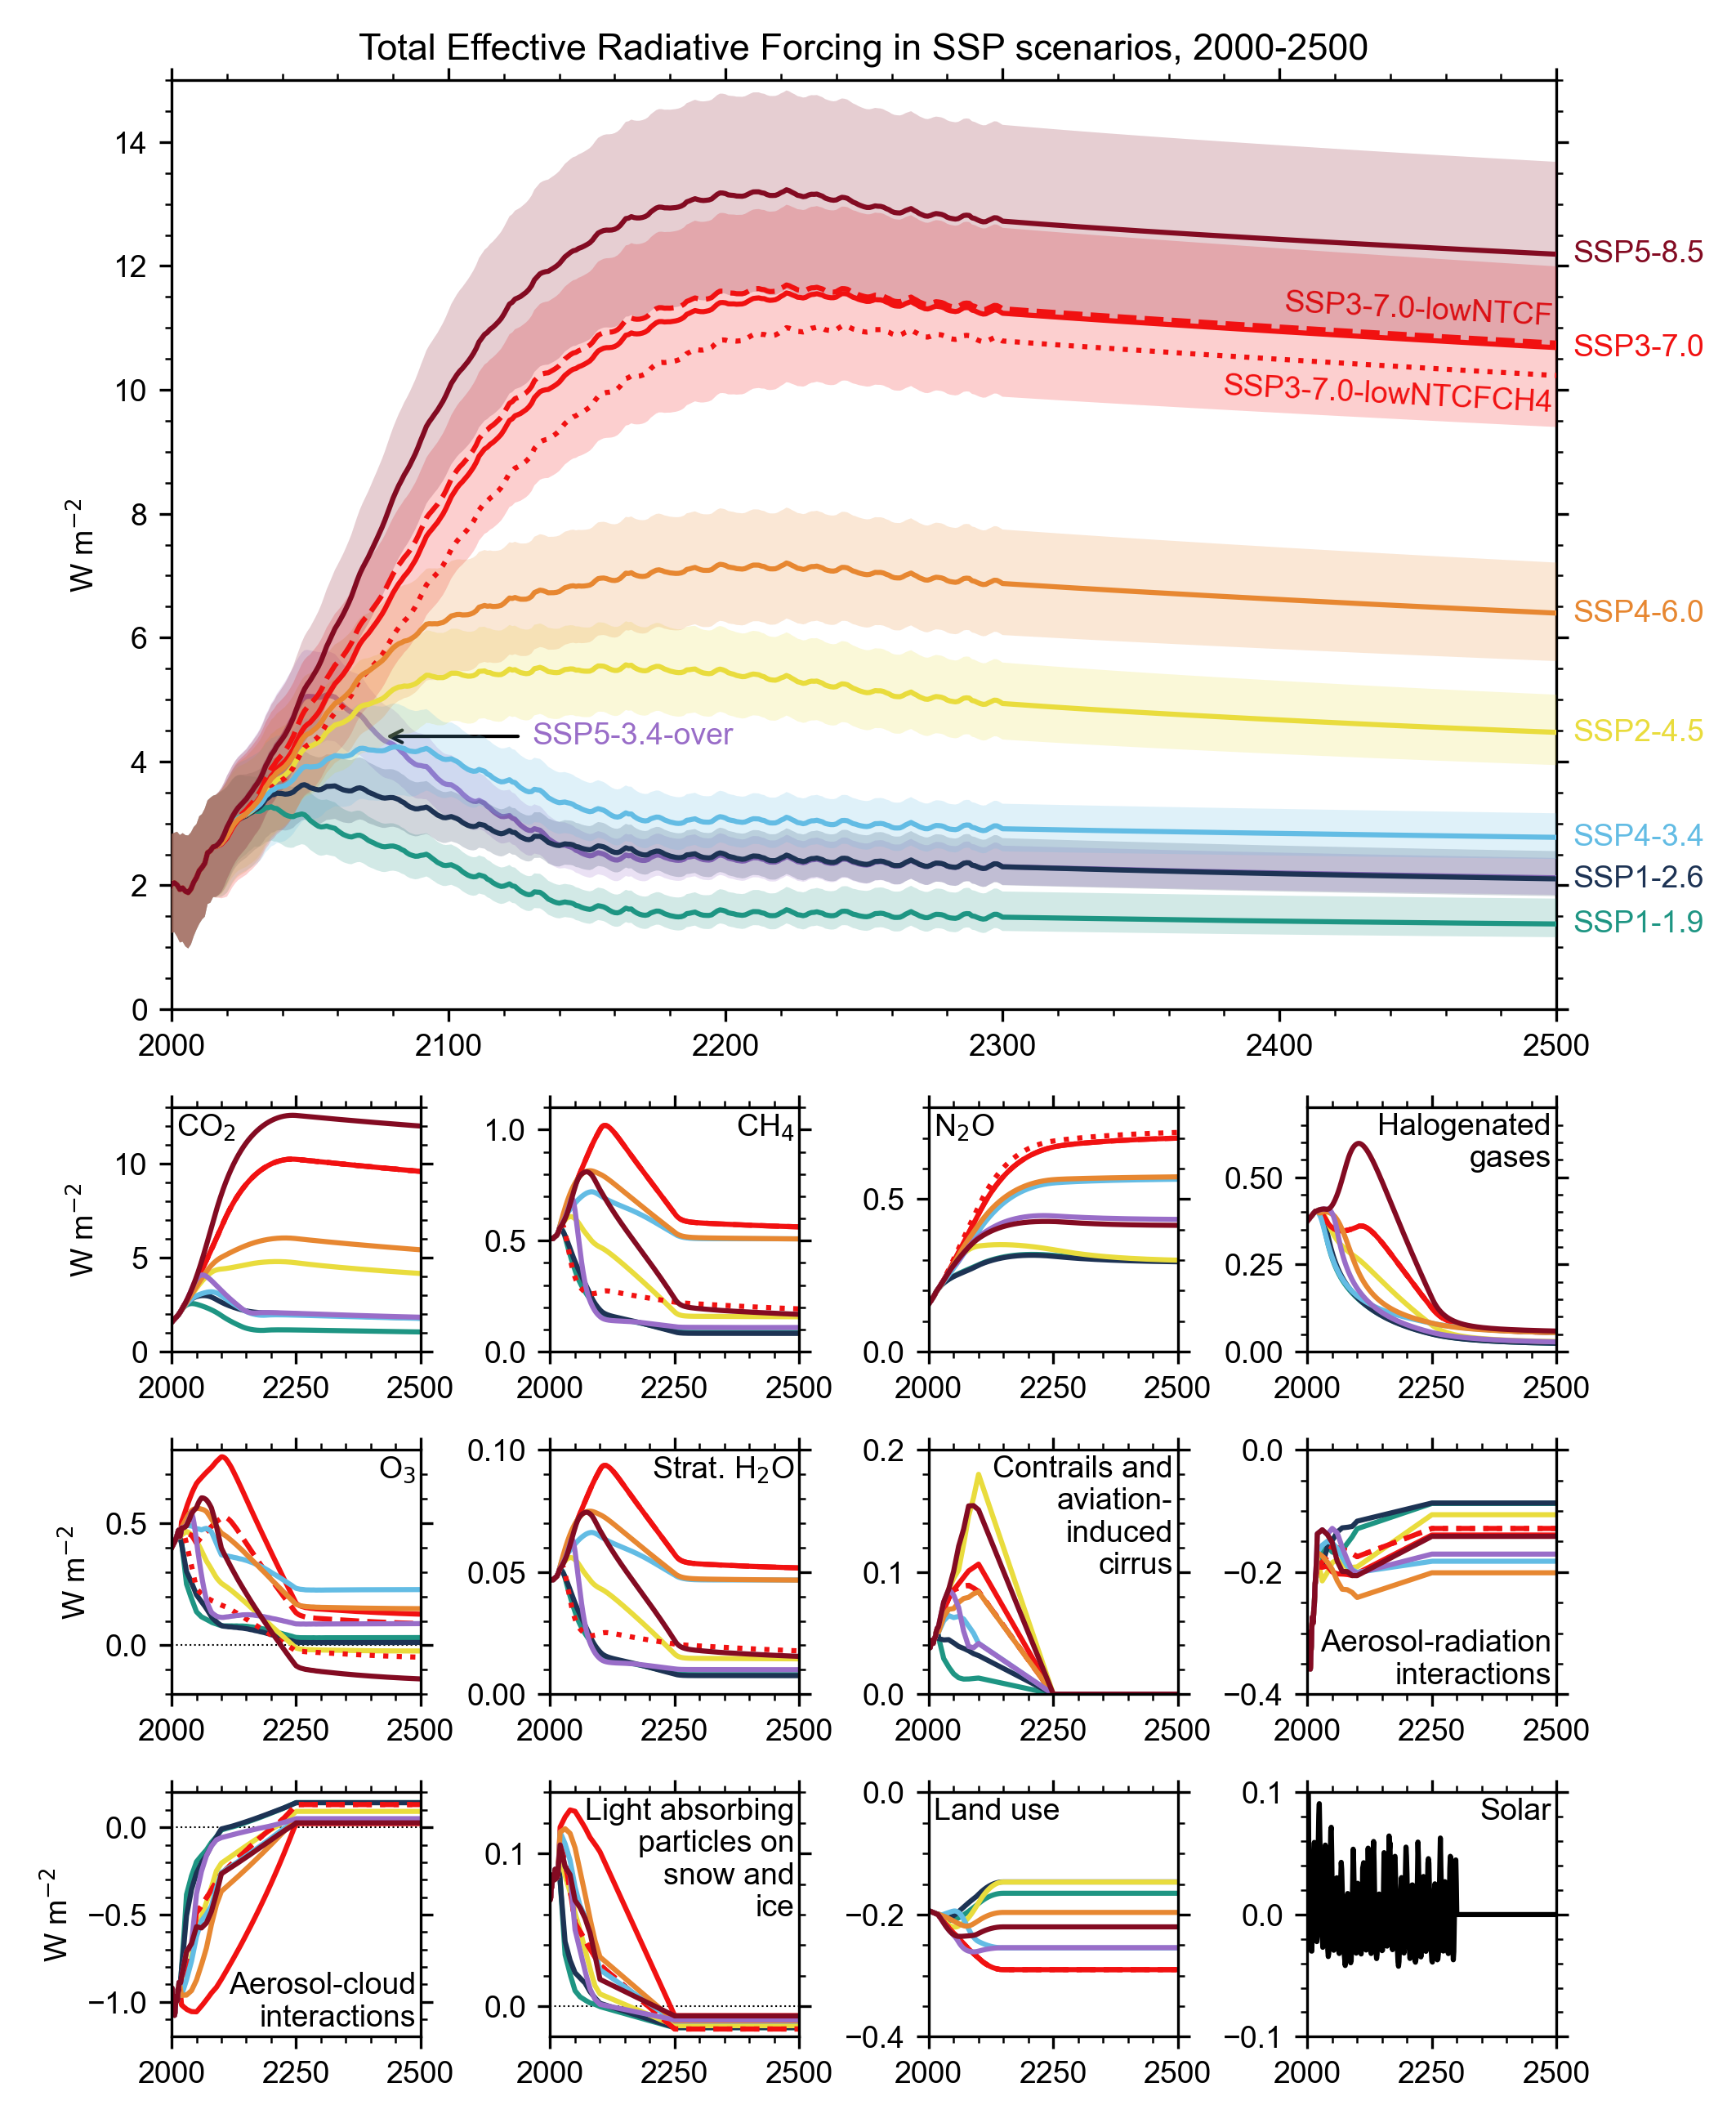 Total Effective Radiative Forcing in SSP scenarios, 2000-2500
14
12
10
8
6
4
2
0
W m⁻²
2000 2100 2200 2300 2400 2500
SSP5-8.5
SSP3-7.0-lowNTCF
SSP3-7.0
SSP3-7.0-lowNTCFCH4
SSP4-6.0
SSP5-3.4-over
SSP2-4.5
SSP4-3.4
SSP1-2.6
SSP1-1.9
CO₂
10
5
0
W m⁻²
2000 2250 2500
CH₄
1.0
0.5
0.0
2000 2250 2500
N₂O
0.5
0.0
2000 2250 2500
Halogenated
gases
0.50
0.25
0.00
2000 2250 2500
O₃
0.5
0.0
W m⁻²
2000 2250 2500
Strat. H₂O
0.10
0.05
0.00
2000 2250 2500
Contrails and
aviation-
induced
cirrus
0.2
0.1
0.0
2000 2250 2500
0.0
−0.2
−0.4
Aerosol-radiation
interactions
2000 2250 2500
0.0
−0.5
−1.0
W m⁻²
Aerosol-cloud
interactions
2000 2250 2500
Light absorbing
particles on
snow and
ice
0.1
0.0
2000 2250 2500
Land use
0.0
−0.2
−0.4
2000 2250 2500
Solar
0.1
0.0
−0.1
2000 2250 2500